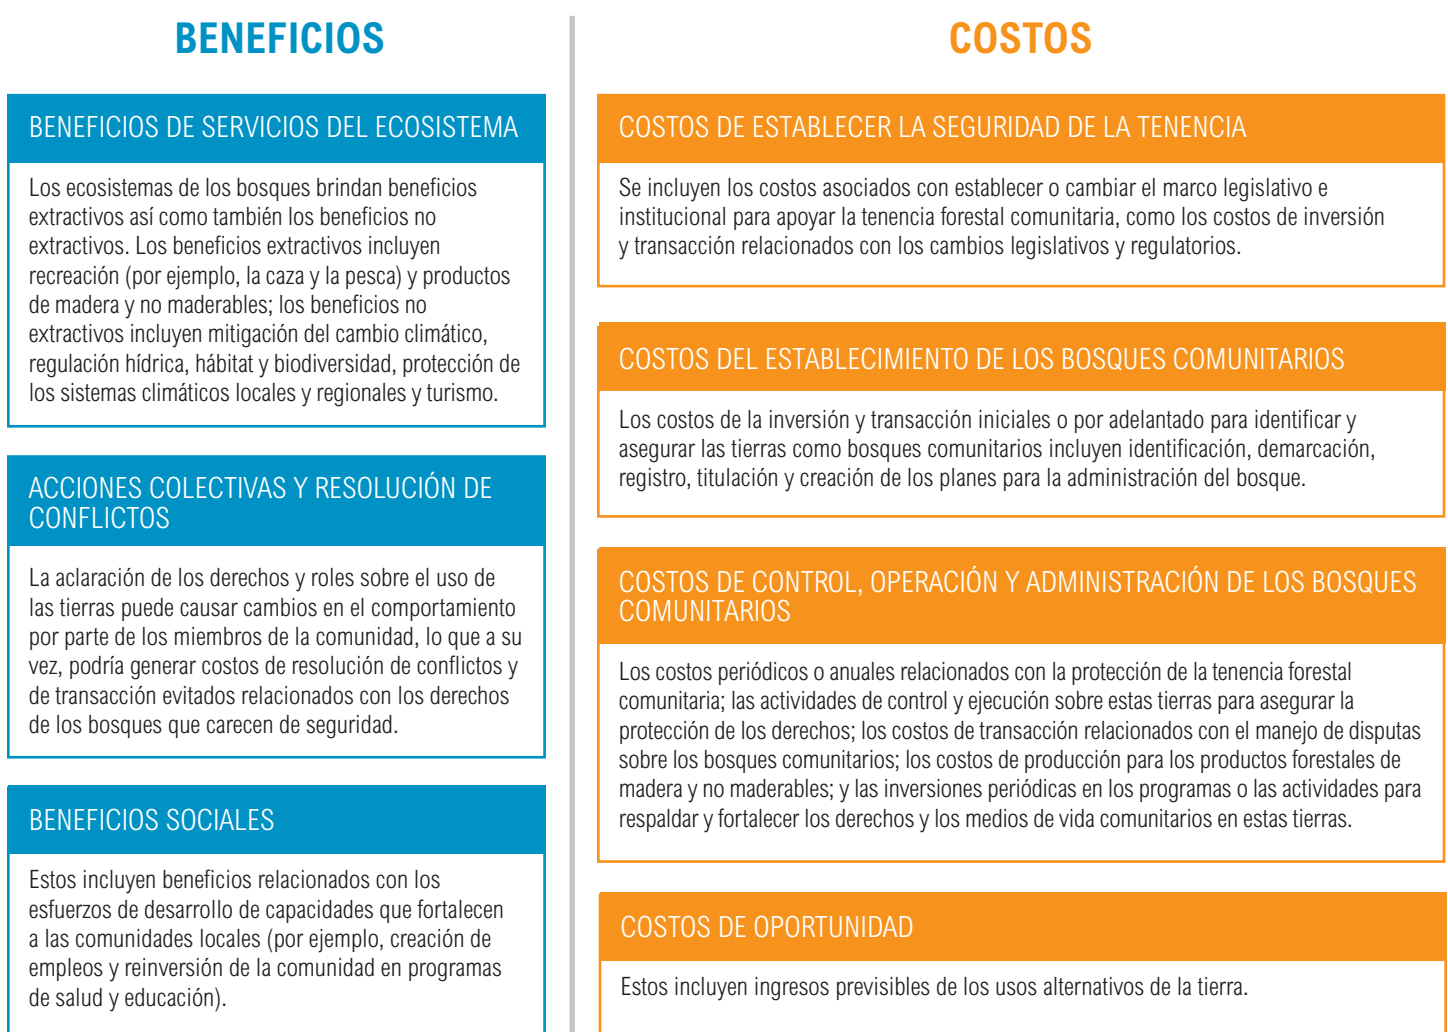 BENEFICIOS
BENEFICIOS DE SERVICIOS DEL ECOSISTEMA
Los ecosistemas de los bosques brindan beneficios
extractivos así como también los beneficios no
extractivos. Los beneficios extractivos incluyen
recreación (por ejemplo, la caza y la pesca) y productos
de madera y no maderables; los beneficios no
extractivos incluyen mitigación del cambio climático,
regulación hídrica, hábitat y biodiversidad, protección de
los sistemas climáticos locales y regionales y turismo.
ACCIONES COLECTIVAS Y RESOLUCIÓN DE
CONFLICTOS
La aclaración de los derechos y roles sobre el uso de
las tierras puede causar cambios en el comportamiento
por parte de los miembros de la comunidad, lo que a su
vez, podría generar costos de resolución de conflictos y
de transacción evitados relacionados con los derechos
de los bosques que carecen de seguridad.
BENEFICIOS SOCIALES
Estos incluyen beneficios relacionados con los
esfuerzos de desarrollo de capacidades que fortalecen
a las comunidades locales (por ejemplo, creación de
empleos y reinversión de la comunidad en programas
de salud y educación).
COSTOS
COSTOS DE ESTABLECER LA SEGURIDAD DE LA TENENCIA
Se incluyen los costos asociados con establecer o cambiar el marco legislativo e
institucional para apoyar la tenencia forestal comunitaria, como los costos de inversión
y transacción relacionados con los cambios legislativos y regulatorios.
COSTOS DEL ESTABLECIMIENTO DE LOS BOSQUES COMUNITARIOS
Los costos de la inversión y transacción iniciales o por adelantado para identificar y
asegurar las tierras como bosques comunitarios incluyen identificación, demarcación,
registro, titulación y creación de los planes para la administración del bosque.
COSTOS DE CONTROL, OPERACIÓN Y ADMINISTRACIÓN DE LOS BOSQUES
COMUNITARIOS
Los costos periódicos o anuales relacionados con la protección de la tenencia forestal
comunitaria; las actividades de control y ejecución sobre estas tierras para asegurar la
protección de los derechos; los costos de transacción relacionados con el manejo de disputas
sobre los bosques comunitarios; los costos de producción para los productos forestales de
madera y no maderables; y las inversiones periódicas en los programas o las actividades para
respaldar y fortalecer los derechos y los medios de vida comunitarios en estas tierras.
COSTOS DE OPORTUNIDAD
Estos incluyen ingresos previsibles de los usos alternativos de la tierra.